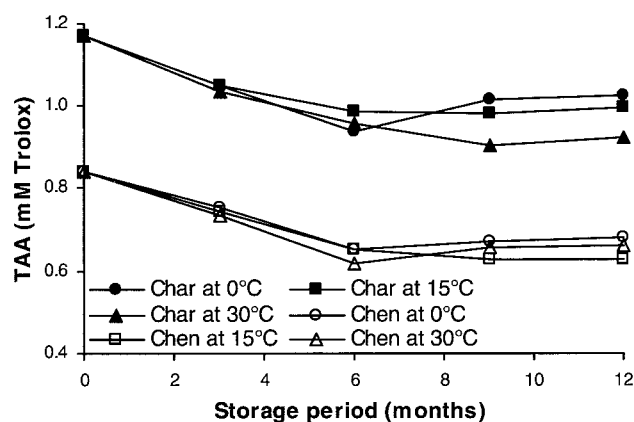 TAA (mM Trolox)
1.2
1.0
0.8
0.6
0.4
Char at 0°C
Char at 15°C
Char at 30°C
Chen at 0°C
Chen at 15°C
Chen at 30°C
0 2 4 6 8 10 12
Storage period (months)